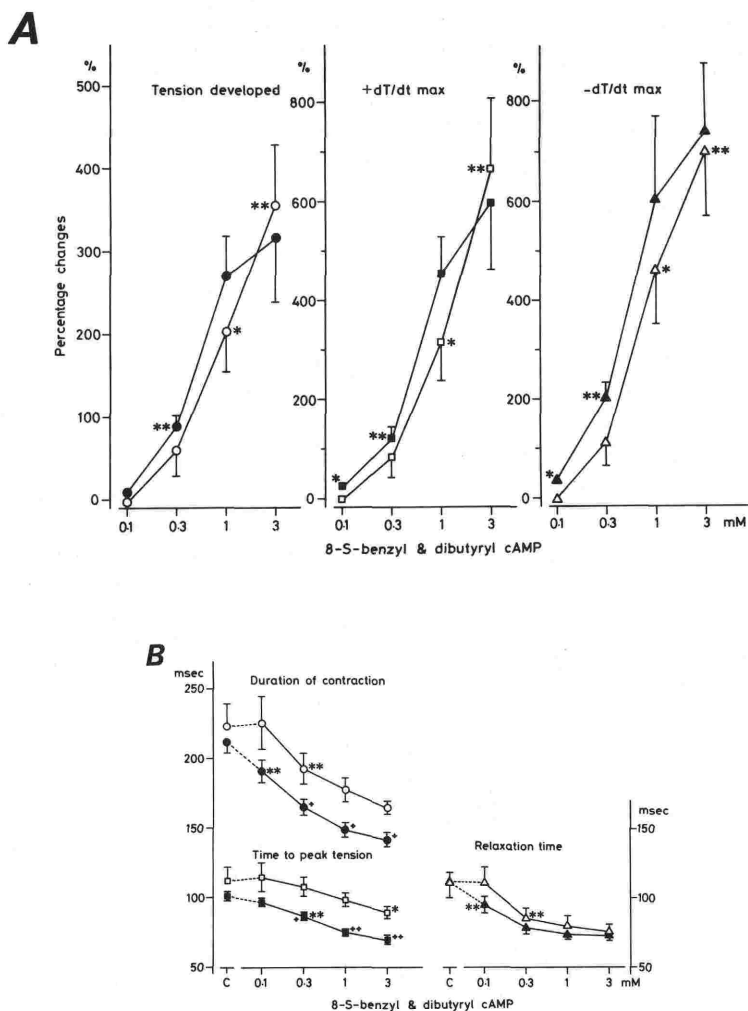 A
%
Tension developed
500
400
300
200
100
0
Percentage changes
**
**
*
0·1 0·3 1 3
%
+dT/dt max
800
600
400
200
0
**
*
**
*
0·1 0·3 1 3
%
-dT/dt max
800
600
400
200
0
**
*
**
*
0·1 0·3 1 3 mM
8-S-benzyl & dibutyryl cAMP
B
msec
Duration of contraction
250
200
150
100
50
**
**
+
+
+
Time to peak tension
*
**
+
++
++
C 0·1 0·3 1 3
msec
Relaxation time
150
100
50
**
**
C 0·1 0·3 1 3 mM
8-S-benzyl & dibutyryl cAMP